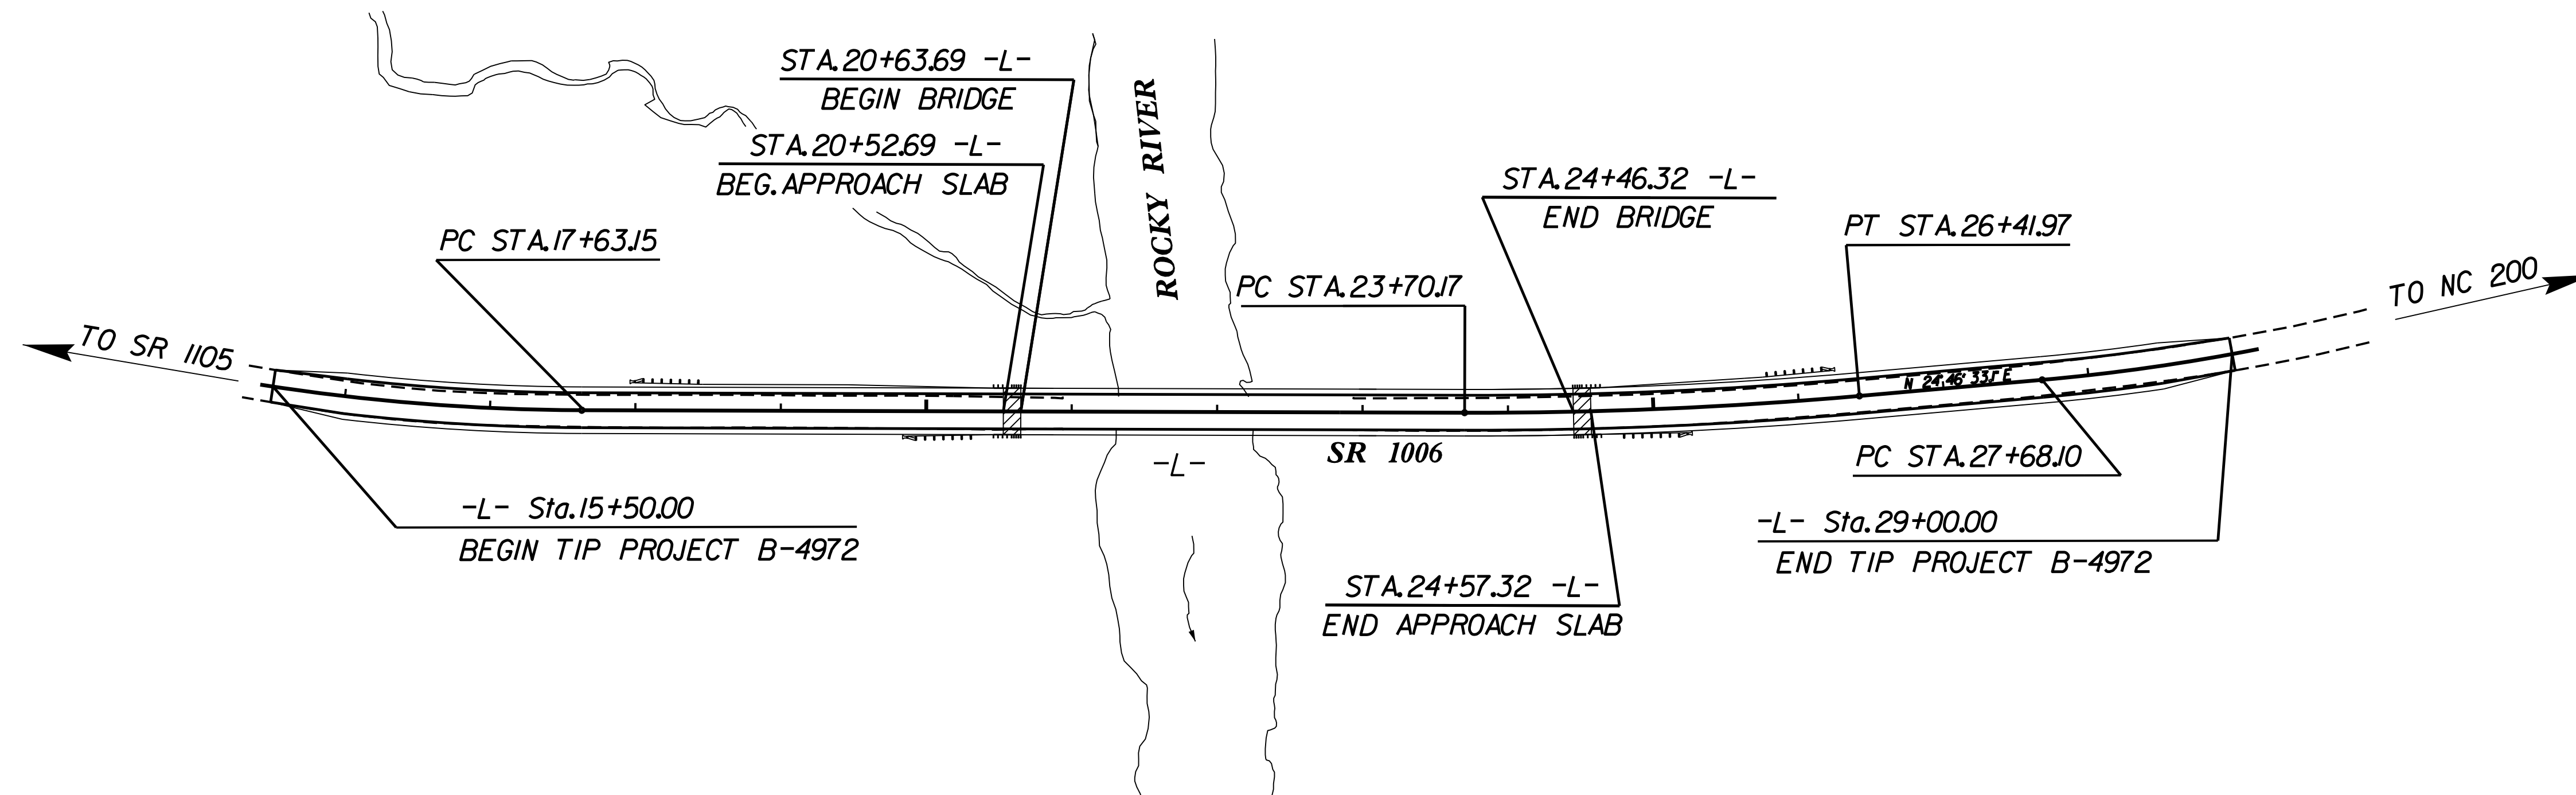 STA.20+63.69 -L-
BEGIN BRIDGE
STA.20+52.69 -L-
BEG.APPROACH SLAB
ROCKY RIVER
STA.24+46.32 -L-
END BRIDGE
PC STA.17+63.15
PT STA.26+41.97
PC STA.23+70.17
TO NC 200
TO SR 1105
N 24°46' 33.5" E
SR 1006
-L-
PC STA.27+68.10
-L- Sta.15+50.00
BEGIN TIP PROJECT B-4972
-L- Sta.29+00.00
END TIP PROJECT B-4972
STA.24+57.32 -L-
END APPROACH SLAB